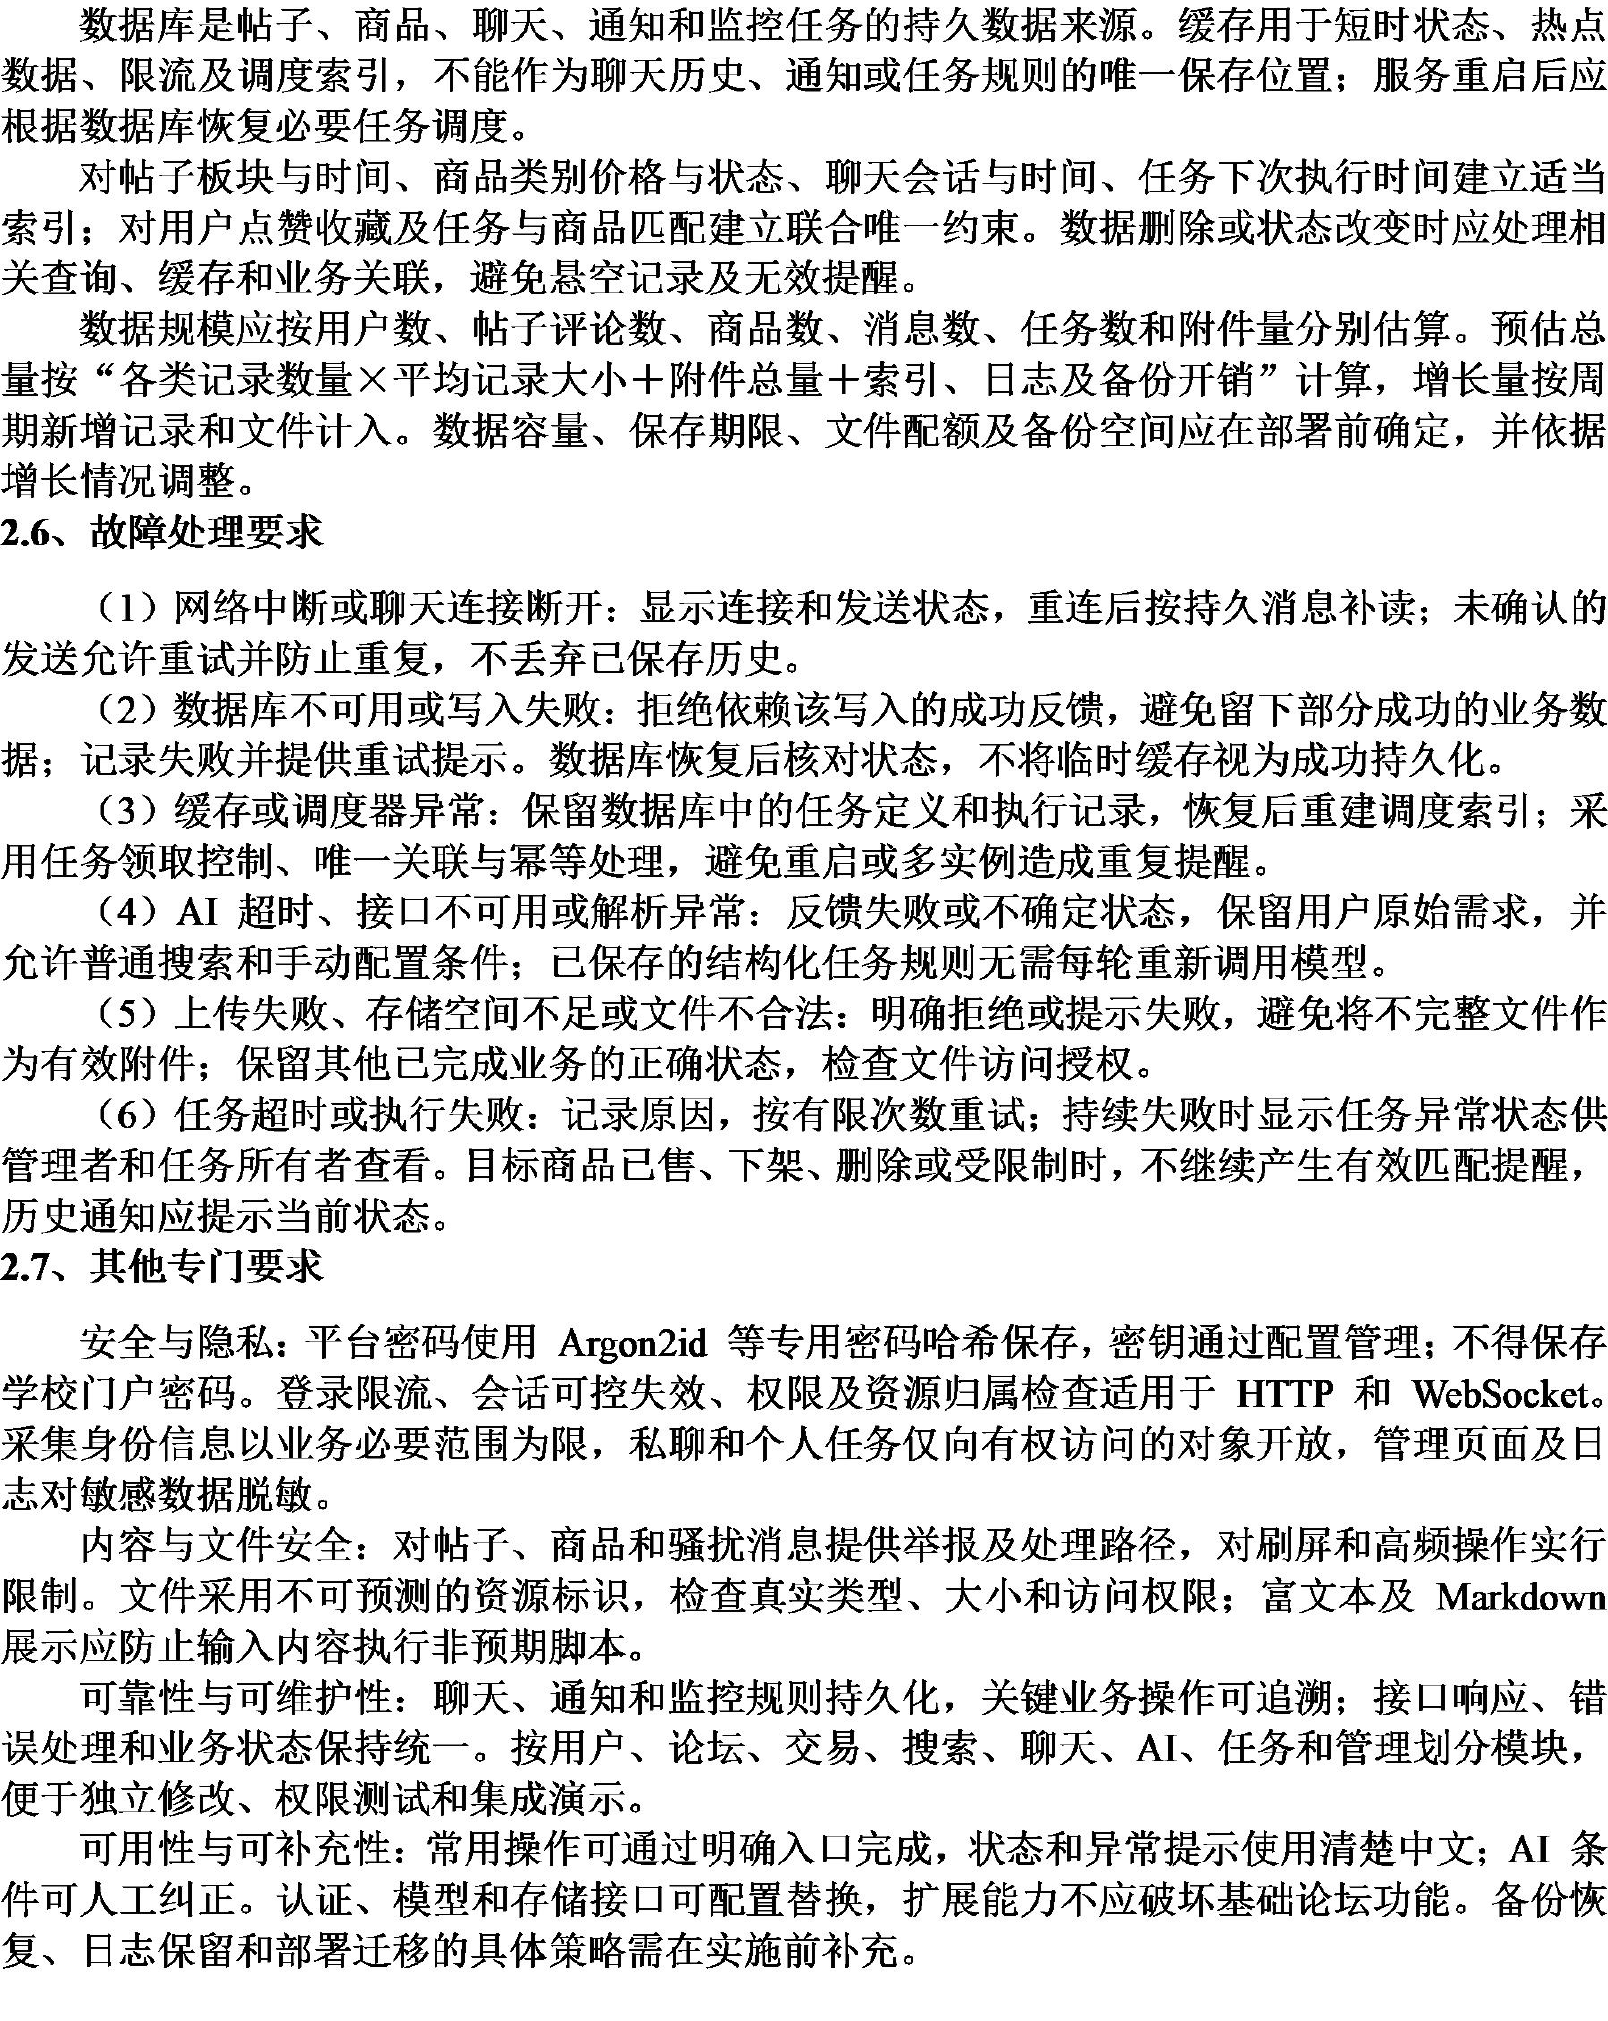 数据库是帖子、商品、聊天、通知和监控任务的持久数据来源。缓存用于短时状态、热点
数据、限流及调度索引，不能作为聊天历史、通知或任务规则的唯一保存位置；服务重启后应
根据数据库恢复必要任务调度。
对帖子板块与时间、商品类别价格与状态、聊天会话与时间、任务下次执行时间建立适当
索引；对用户点赞收藏及任务与商品匹配建立联合唯一约束。数据删除或状态改变时应处理相
关查询、缓存和业务关联，避免悬空记录及无效提醒。
数据规模应按用户数、帖子评论数、商品数、消息数、任务数和附件量分别估算。预估总
量按“各类记录数量×平均记录大小＋附件总量＋索引、日志及备份开销”计算，增长量按周
期新增记录和文件计入。数据容量、保存期限、文件配额及备份空间应在部署前确定，并依据
增长情况调整。
2.6、故障处理要求
（1）网络中断或聊天连接断开：显示连接和发送状态，重连后按持久消息补读；未确认的
发送允许重试并防止重复，不丢弃已保存历史。
（2）数据库不可用或写入失败：拒绝依赖该写入的成功反馈，避免留下部分成功的业务数
据；记录失败并提供重试提示。数据库恢复后核对状态，不将临时缓存视为成功持久化。
（3）缓存或调度器异常：保留数据库中的任务定义和执行记录，恢复后重建调度索引；采
用任务领取控制、唯一关联与幂等处理，避免重启或多实例造成重复提醒。
（4）AI 超时、接口不可用或解析异常：反馈失败或不确定状态，保留用户原始需求，并
允许普通搜索和手动配置条件；已保存的结构化任务规则无需每轮重新调用模型。
（5）上传失败、存储空间不足或文件不合法：明确拒绝或提示失败，避免将不完整文件作
为有效附件；保留其他已完成业务的正确状态，检查文件访问授权。
（6）任务超时或执行失败：记录原因，按有限次数重试；持续失败时显示任务异常状态供
管理者和任务所有者查看。目标商品已售、下架、删除或受限制时，不继续产生有效匹配提醒，
历史通知应提示当前状态。
2.7、其他专门要求
安全与隐私：平台密码使用 Argon2id 等专用密码哈希保存，密钥通过配置管理；不得保存
学校门户密码。登录限流、会话可控失效、权限及资源归属检查适用于 HTTP 和 WebSocket。
采集身份信息以业务必要范围为限，私聊和个人任务仅向有权访问的对象开放，管理页面及日
志对敏感数据脱敏。
内容与文件安全：对帖子、商品和骚扰消息提供举报及处理路径，对刷屏和高频操作实行
限制。文件采用不可预测的资源标识，检查真实类型、大小和访问权限；富文本及 Markdown
展示应防止输入内容执行非预期脚本。
可靠性与可维护性：聊天、通知和监控规则持久化，关键业务操作可追溯；接口响应、错
误处理和业务状态保持统一。按用户、论坛、交易、搜索、聊天、AI、任务和管理划分模块，
便于独立修改、权限测试和集成演示。
可用性与可补充性：常用操作可通过明确入口完成，状态和异常提示使用清楚中文；AI 条
件可人工纠正。认证、模型和存储接口可配置替换，扩展能力不应破坏基础论坛功能。备份恢
复、日志保留和部署迁移的具体策略需在实施前补充。